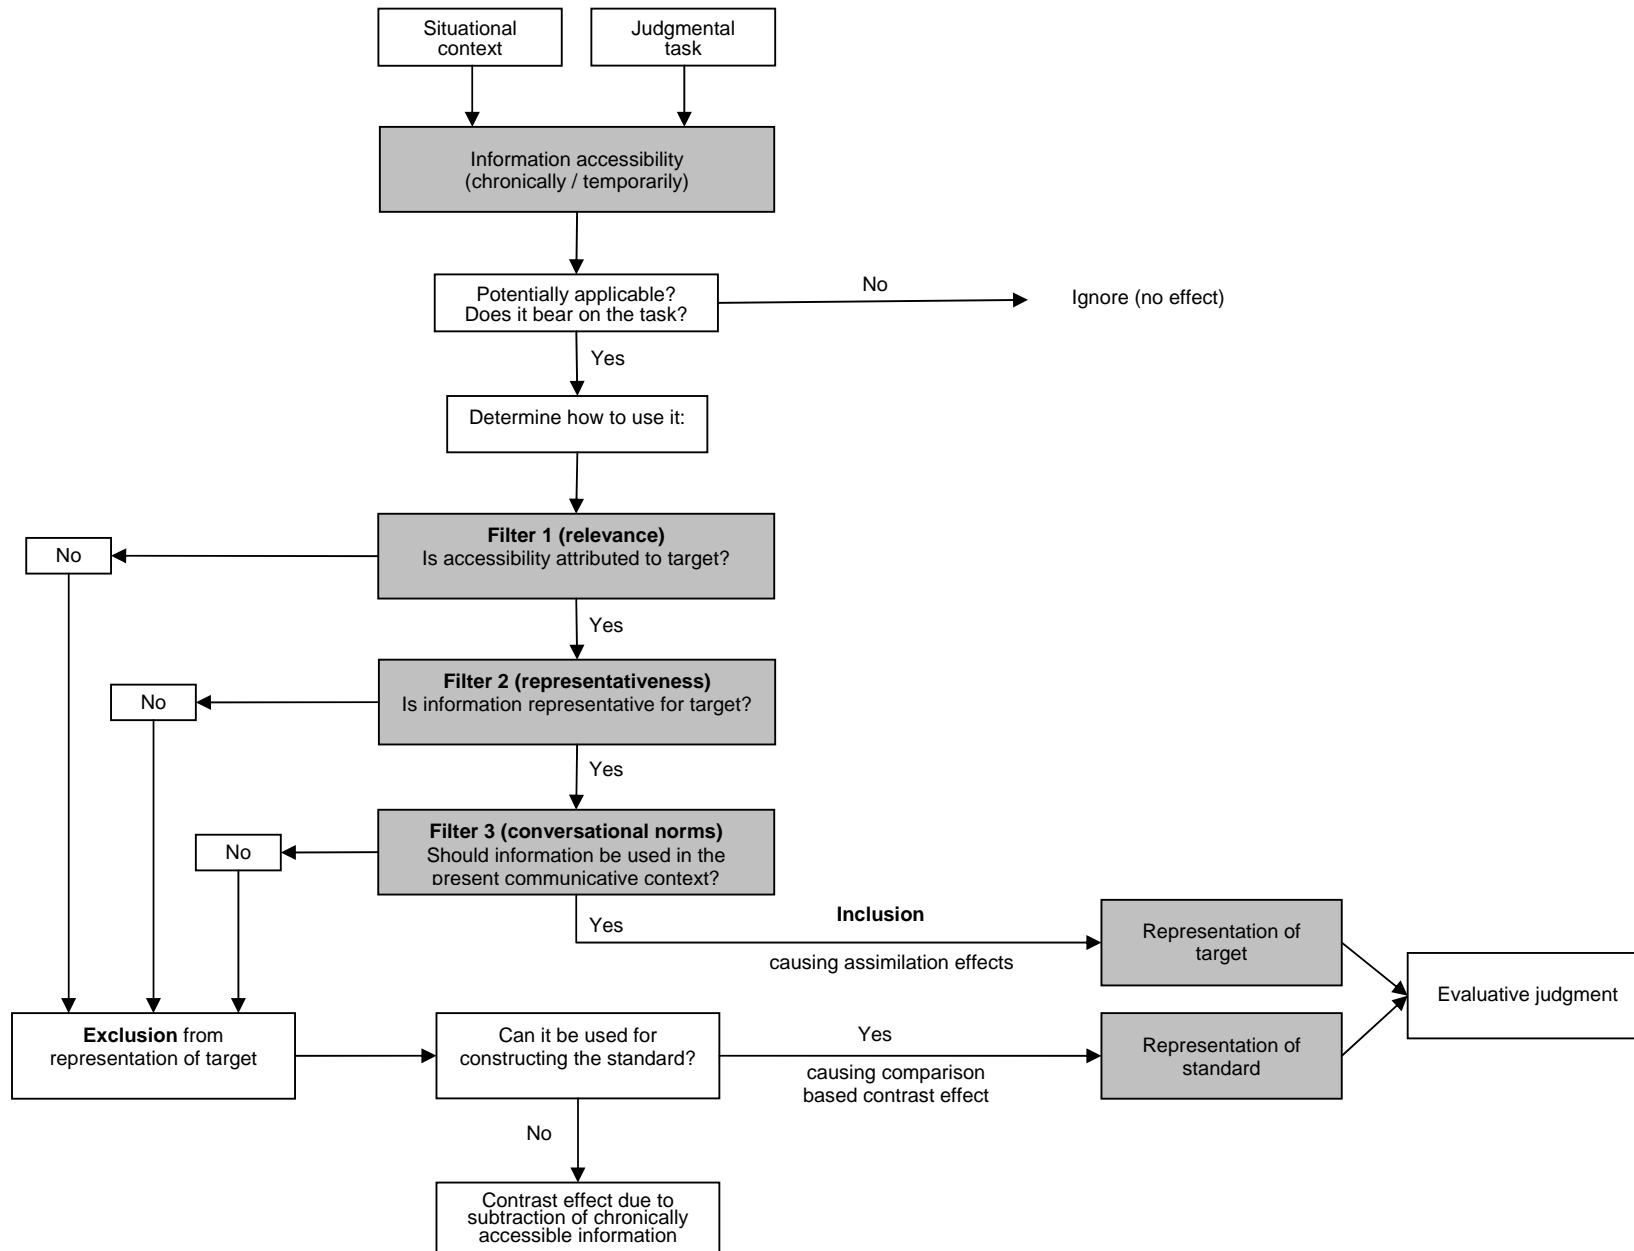 Situational
context
Judgmental
task
Information accessibility
(chronically / temporarily)
Potentially applicable?
Does it bear on the task?
No
Ignore (no effect)
Yes
Determine how to use it:
Filter 1 (relevance)
Is accessibility attributed to target?
No
Yes
Filter 2 (representativeness)
Is information representative for target?
No
Yes
Filter 3 (conversational norms)
Should information be used in the
present communicative context?
No
Yes
Inclusion
causing assimilation effects
Representation of
target
Evaluative judgment
Exclusion from
representation of target
Can it be used for
constructing the standard?
Yes
causing comparison
based contrast effect
Representation of
standard
No
Contrast effect due to
subtraction of chronically
accessible information